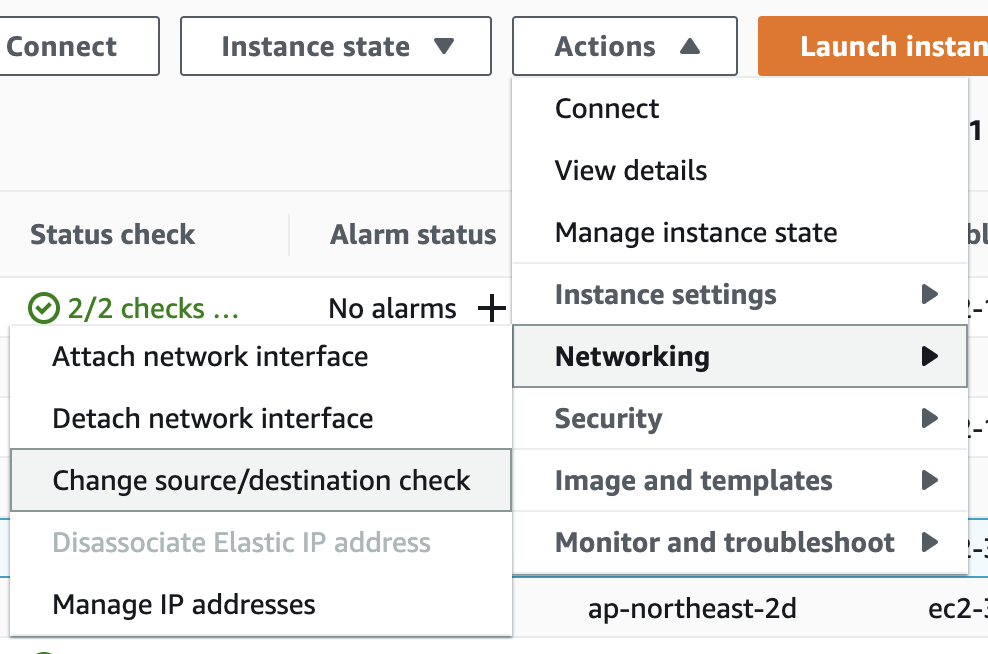 Connect
Instance state
Actions
Launch instan
Connect
1
View details
Status check
Alarm status
Manage instance state
2/2 checks ...
No alarms
Instance settings
Attach network interface
Networking
Detach network interface
Security
Change source/destination check
Image and templates
Disassociate Elastic IP address
Monitor and troubleshoot
Manage IP addresses
ap-northeast-2d
ec2-3